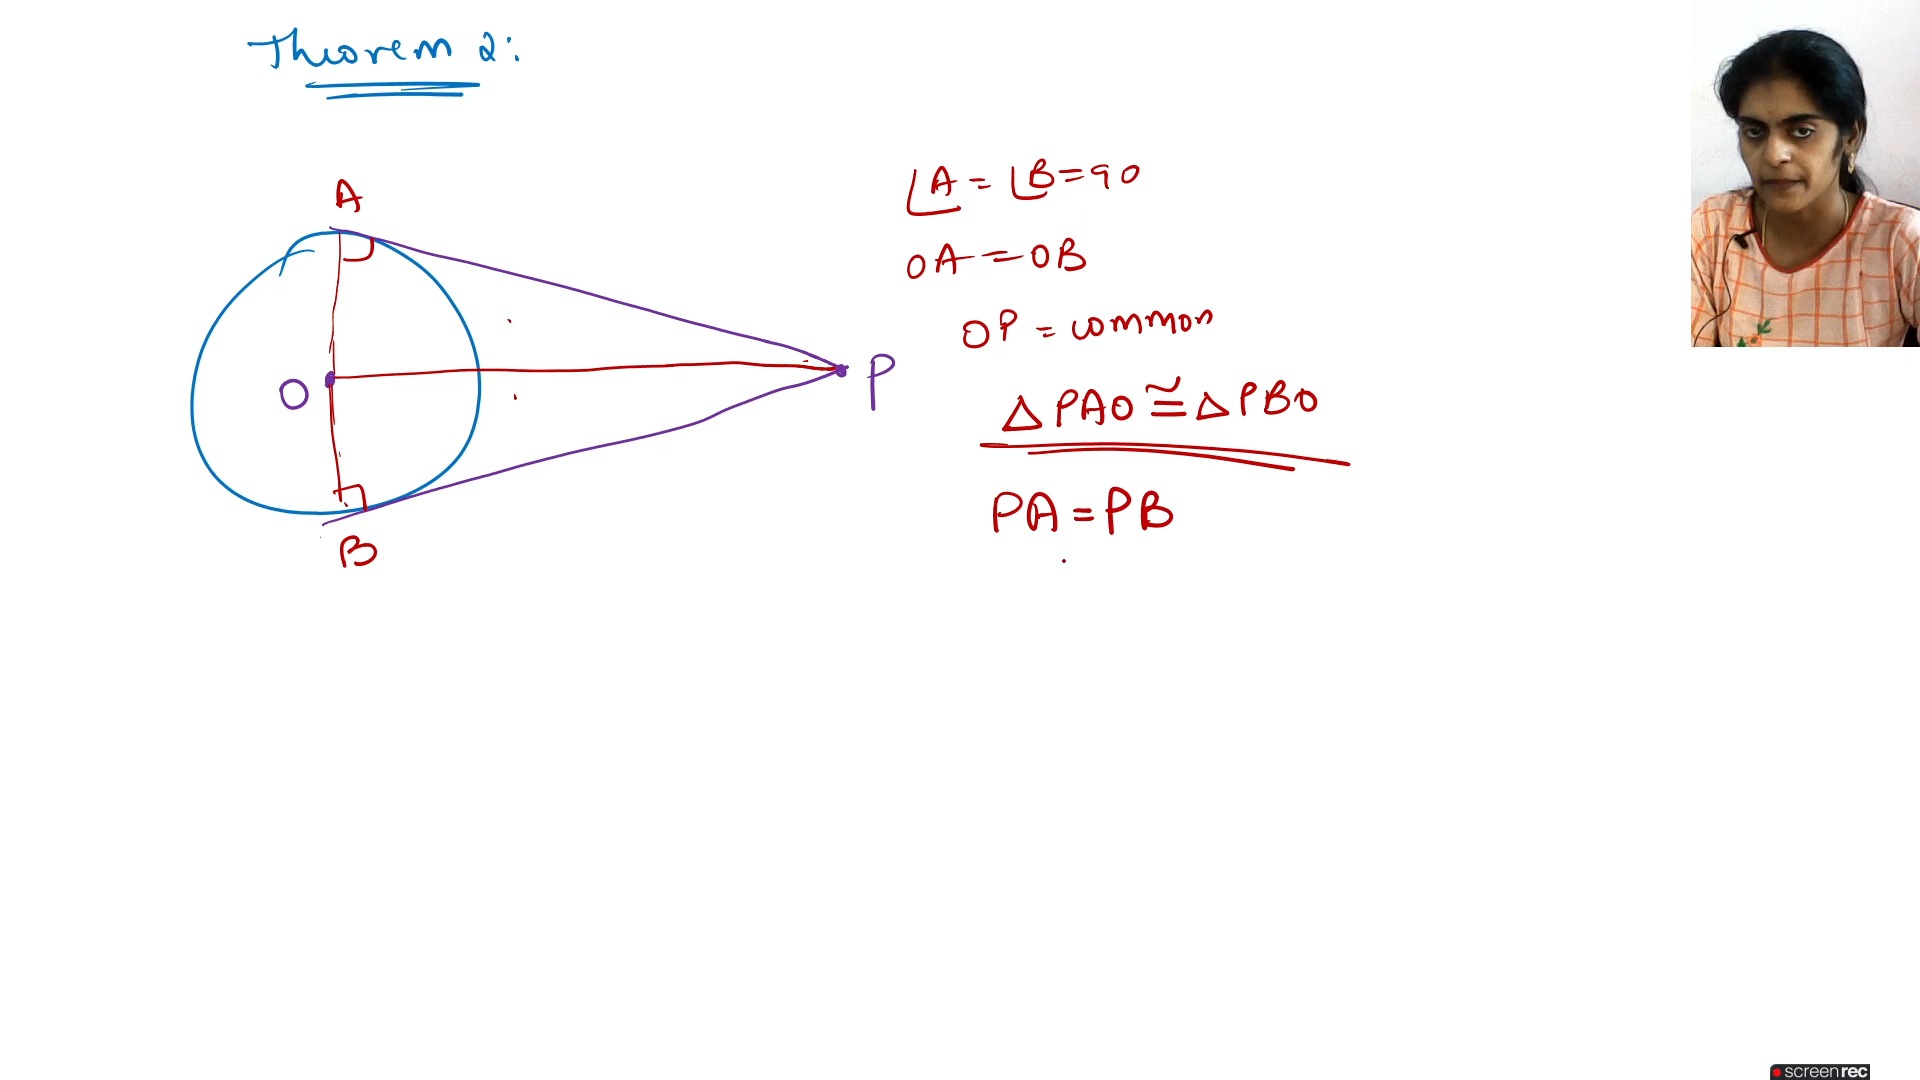 Theorem 2:
A
O
P
B
∠A = ∠B = 90
OA = OB
OP = common
△ PAO ≅ △ PBO
PA = PB
screenrec